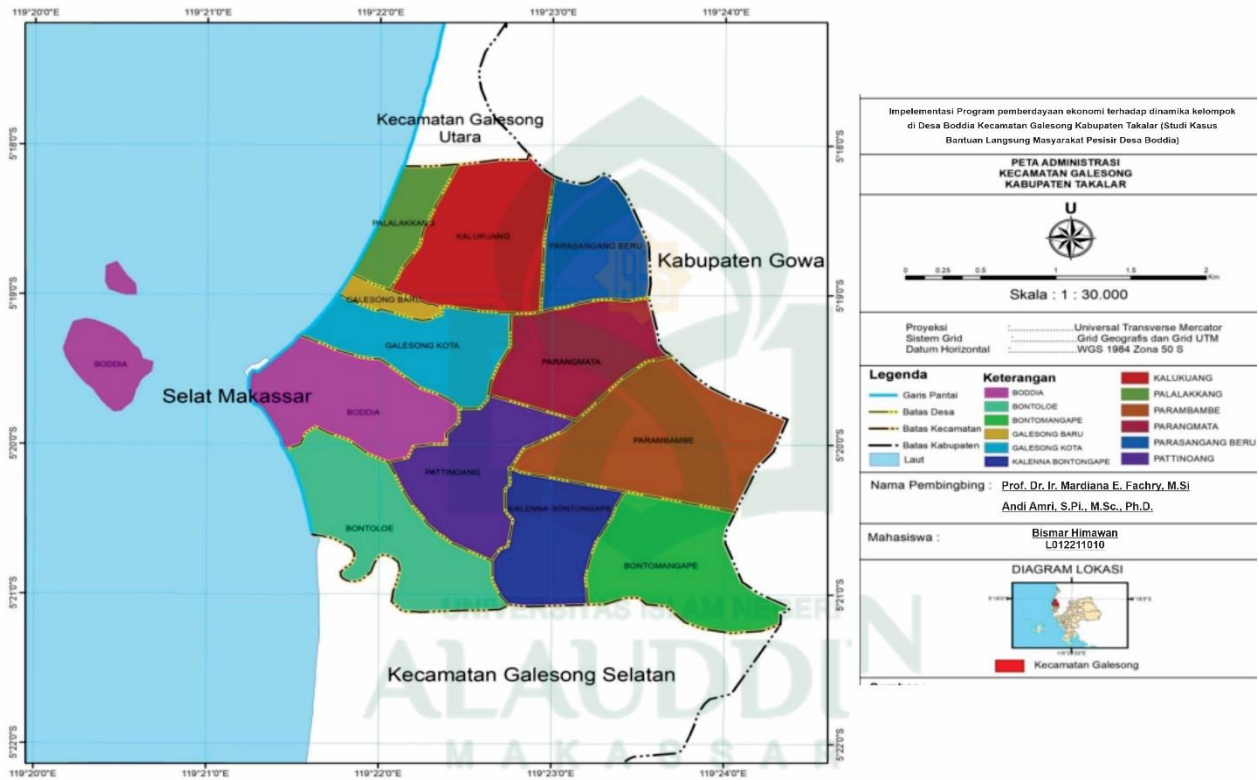 119°20'0"E
119°21'0"E
119°22'0"E
119°23'0"E
119°24'0"E
5°18'0"S
5°19'0"S
5°20'0"S
5°21'0"S
5°22'0"S
Kecamatan Galesong
Utara
PALALAKKANG
KALUKUANG
PARASANGANG BERU
Kabupaten Gowa
GALESONG BARU
GALESONG KOTA
PARANGMATA
BODDIA
Selat Makassar
BODDIA
PARAMBAMBE
PATTINOANG
KALENNA BONTONGAPE
BONTOLOE
BONTOMANGAPE
UNIVERSITAS ISLAM NEGERI
ALAUDDIN
MAKASSAR
Kecamatan Galesong Selatan
5°18'0"S
5°19'0"S
5°20'0"S
5°21'0"S
5°22'0"S
119°20'0"E
119°21'0"E
119°22'0"E
119°23'0"E
119°24'0"E
Impelementasi Program pemberdayaan ekonomi terhadap dinamika kelompok
di Desa Boddia Kecamatan Galesong Kabupaten Takalar (Studi Kasus
Bantuan Langsung Masyarakat Pesisir Desa Boddia)
PETA ADMINISTRASI
KECAMATAN GALESONG
KABUPATEN TAKALAR
U
0 0.25 0.5 1 1.5 2
Km
Skala : 1 : 30.000
Proyeksi :......................Universal Transverse Mercator
Sistem Grid :......................Grid Geografis dan Grid UTM
Datum Horizontal :......................WGS 1984 Zona 50 S
Legenda
Garis Pantai
Batas Desa
Batas Kecamatan
Batas Kabupaten
Laut
Keterangan
BODDIA
BONTOLOE
BONTOMANGAPE
GALESONG BARU
GALESONG KOTA
KALENNA BONTONGAPE
KALUKUANG
PALALAKKANG
PARAMBAMBE
PARANGMATA
PARASANGANG BERU
PATTINOANG
Nama Pembingbing : Prof. Dr. Ir. Mardiana E. Fachry, M.Si
Andi Amri, S.Pi., M.Sc., Ph.D.
Mahasiswa : Bismar Himawan
L012211010
DIAGRAM LOKASI
Kecamatan Galesong